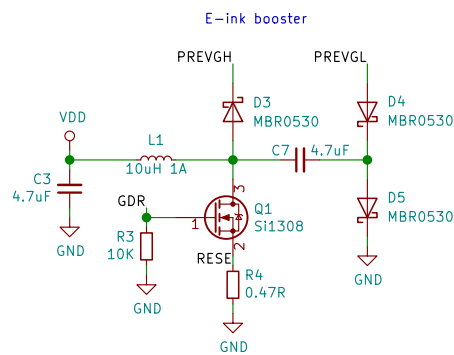 E-ink booster
PREVGH
PREVGL
D3
MBR0530
D4
MBR0530
VDD
L1
10uH 1A
C7
4.7uF
C3
4.7uF
GDR
1
3
2
Q1
Si1308
D5
MBR0530
R3
10K
RESE
R4
0.47R
GND
GND
GND
GND